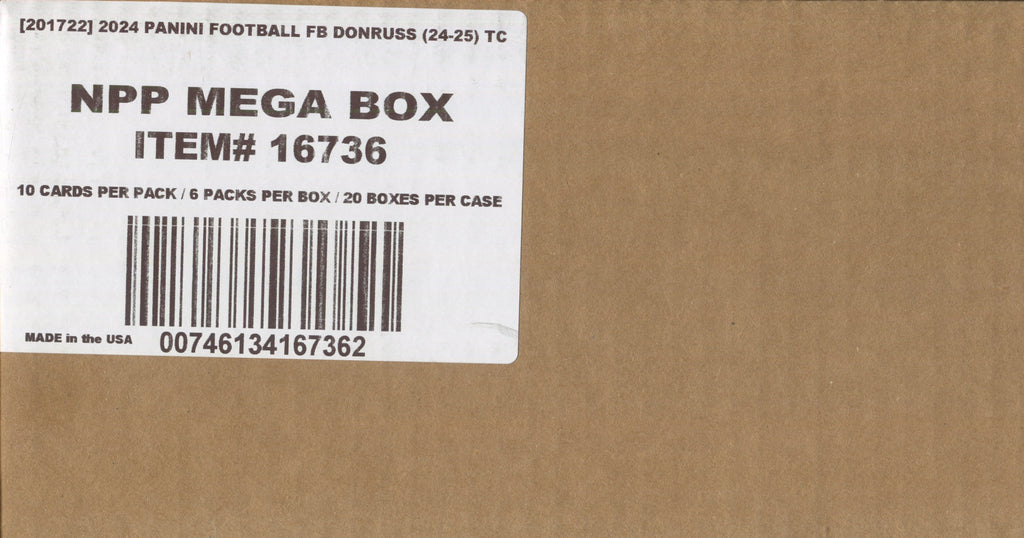 [201722] 2024 PANINI FOOTBALL FB DONRUSS (24-25) TC
NPP MEGA BOX
ITEM# 16736
10 CARDS PER PACK / 6 PACKS PER BOX / 20 BOXES PER CASE
MADE in the USA
00746134167362